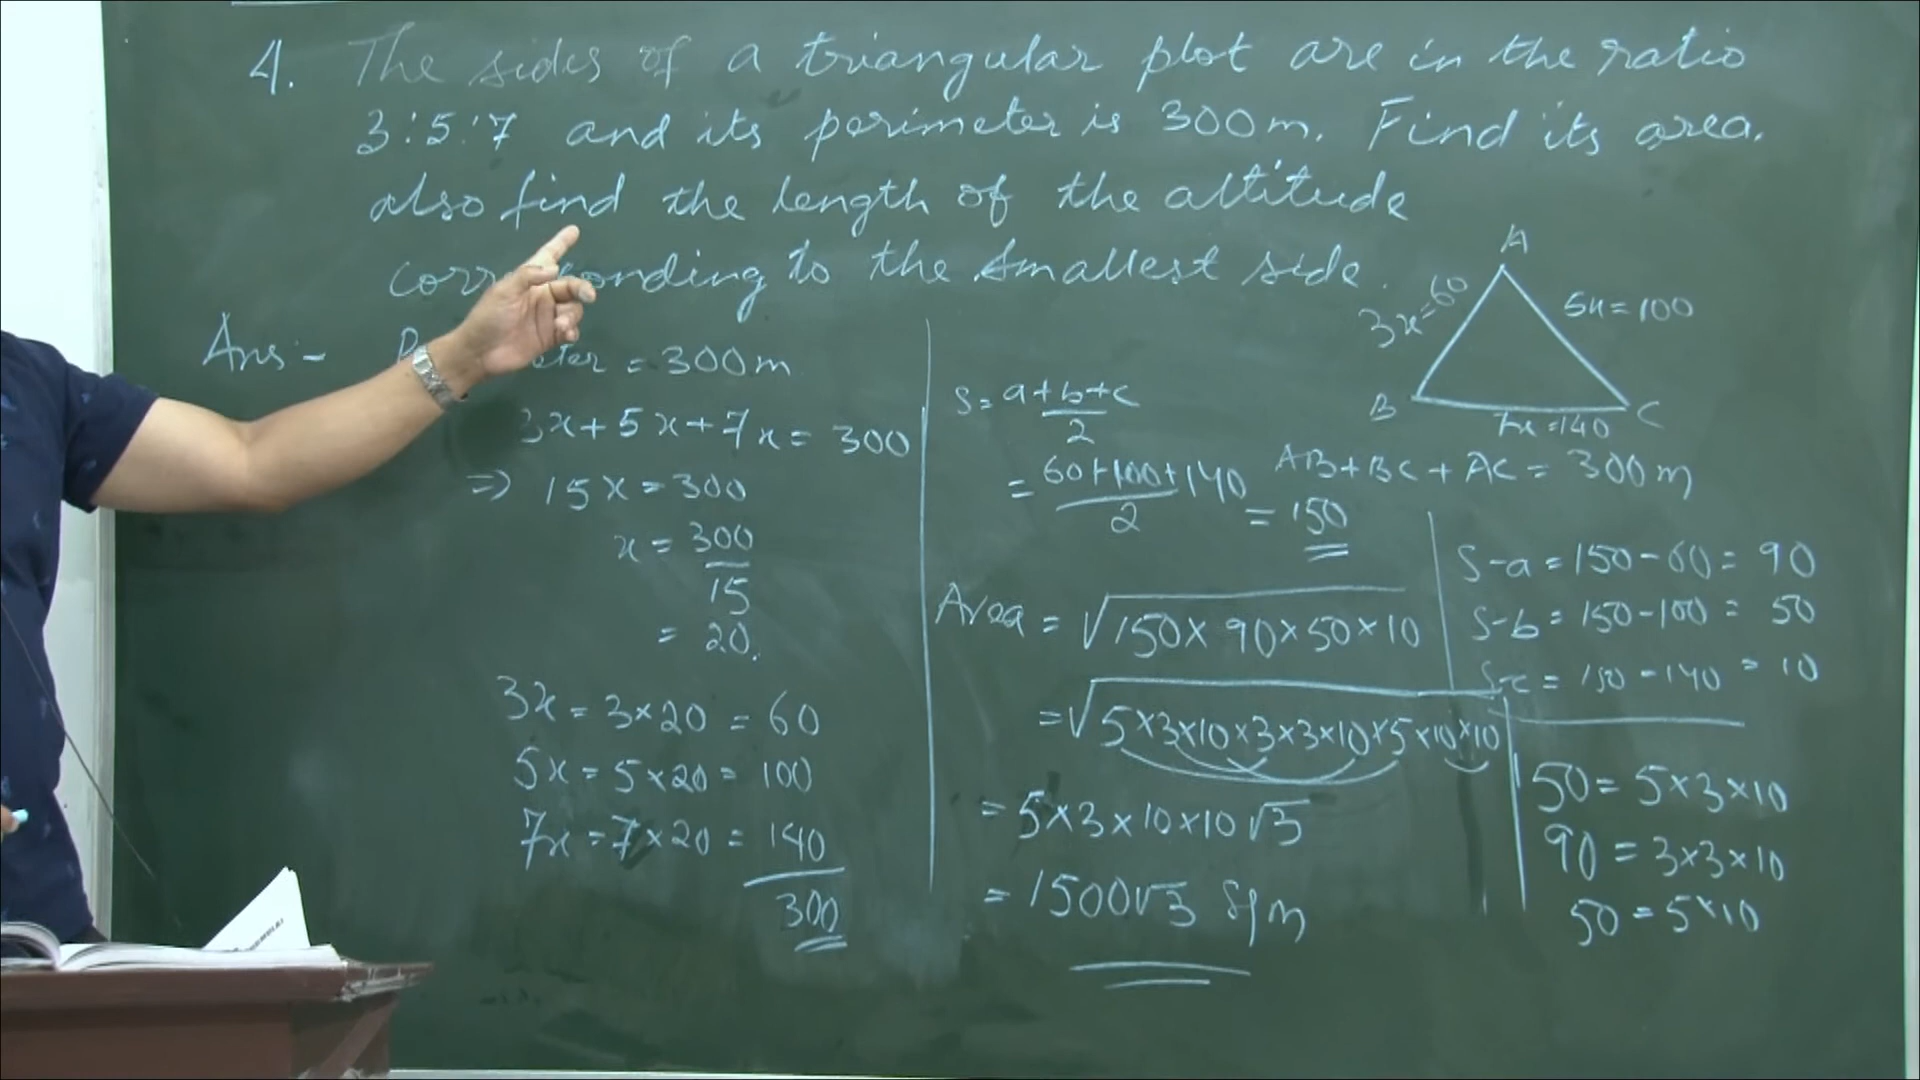 4. The sides of a triangular plot are in the ratio
3:5:7 and its perimeter is 300m. Find its area.
also find the length of the altitude
corresponding to the smallest side.
Ans:-
= 300m
3x+5x+7x = 300
⇒ 15x = 300
x = 300
15
= 20.
3x = 3×20 = 60
5x = 5×20 = 100
7x = 7×20 = 140
300
S = a+b+c
2
= 60+100+140
2
= 150
Area = √150×90×50×10
= √5×3×10×3×3×10×5×10×10
= 5×3×10×10√3
= 1500√3 sqm
A
3x=60
5x=100
B
7x=140
C
AB+BC+AC = 300m
S-a = 150-60 = 90
S-b = 150-100 = 50
S-c = 150-140 = 10
150 = 5×3×10
90 = 3×3×10
50 = 5×10